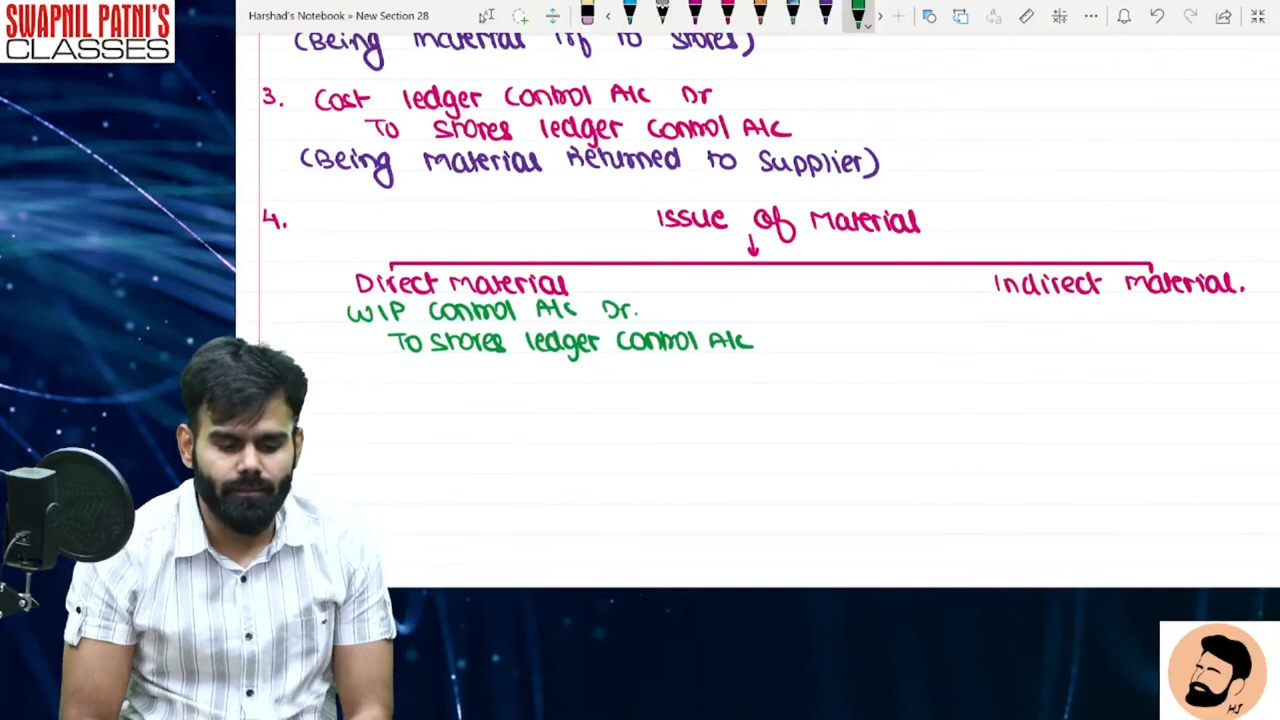 SWAPNIL PATNI'S
CLASSES
Harshad's Notebook » New Section 28
(Being Material Trf to Stores)
3. Cost ledger Control A/c Dr
To stores ledger Control A/c
(Being Material Returned to Supplier)
4. Issue of Material
Direct Material Indirect Material.
WIP Control A/c Dr.
To stores ledger Control A/c
HJ